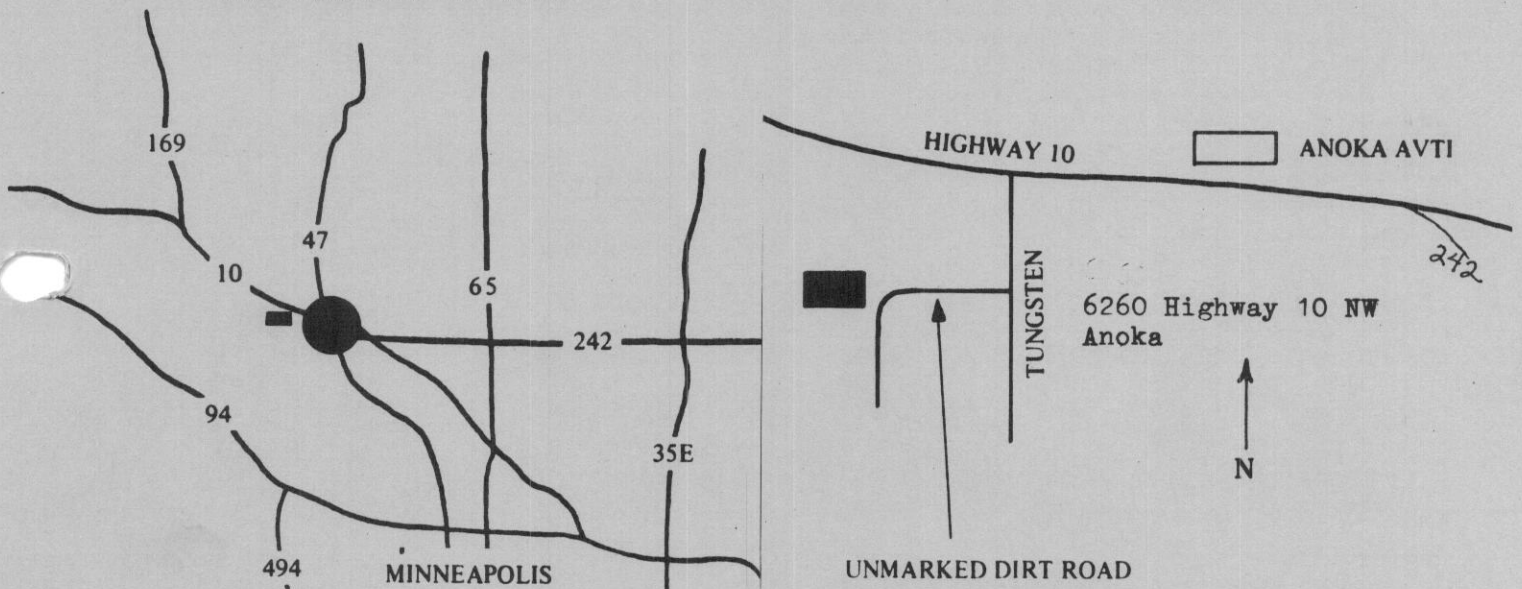 169
47
10
65
242
94
35E
494
MINNEAPOLIS
HIGHWAY 10
ANOKA AVTI
242
TUNGSTEN
6260 Highway 10 NW
Anoka
N
UNMARKED DIRT ROAD